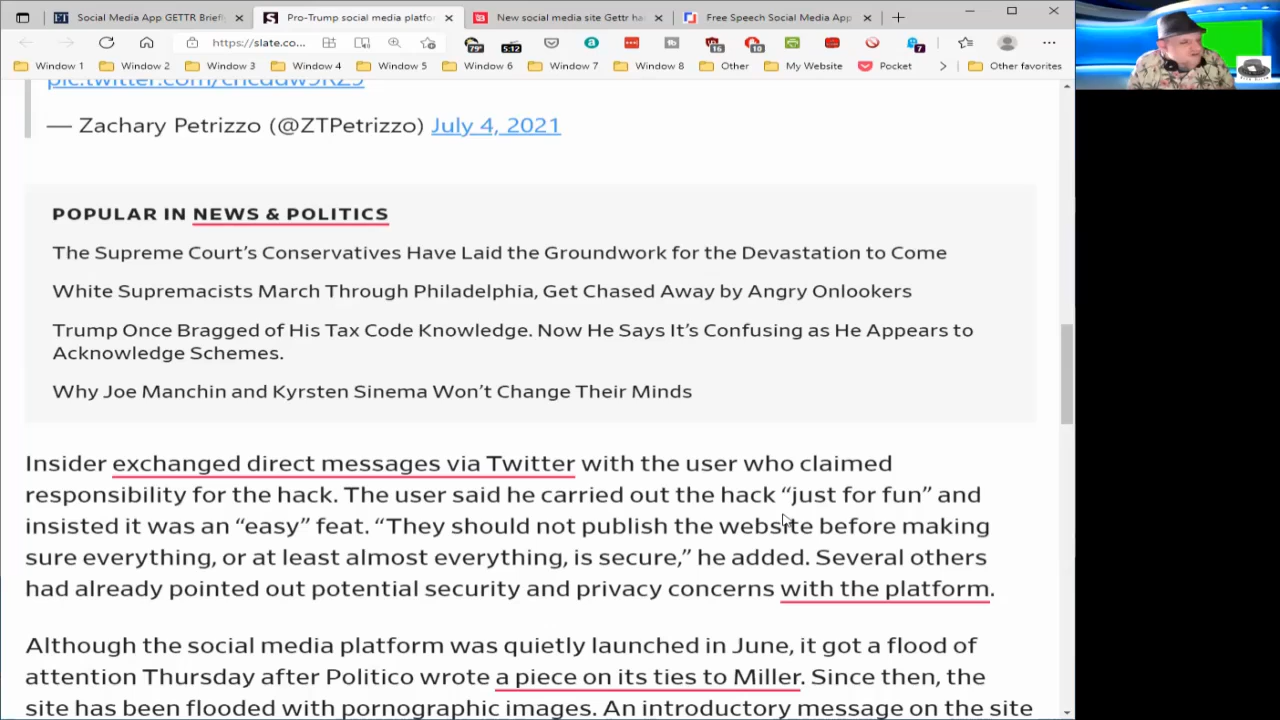 Social Media App GETTR Briefl
Pro-Trump social media platfor
New social media site Gettr ha
Free Speech Social Media App
https://slate.co...
79°
5:12
16
10
7
Window 1
Window 2
Window 3
Window 4
Window 5
Window 6
Window 7
Window 8
Other
My Website
Pocket
Other favorites
— Zachary Petrizzo (@ZTPetrizzo) July 4, 2021
POPULAR IN NEWS & POLITICS
The Supreme Court’s Conservatives Have Laid the Groundwork for the Devastation to Come
White Supremacists March Through Philadelphia, Get Chased Away by Angry Onlookers
Trump Once Bragged of His Tax Code Knowledge. Now He Says It’s Confusing as He Appears to
Acknowledge Schemes.
Why Joe Manchin and Kyrsten Sinema Won’t Change Their Minds
Insider exchanged direct messages via Twitter with the user who claimed
responsibility for the hack. The user said he carried out the hack “just for fun” and
insisted it was an “easy” feat. “They should not publish the website before making
sure everything, or at least almost everything, is secure,” he added. Several others
had already pointed out potential security and privacy concerns with the platform.
Although the social media platform was quietly launched in June, it got a flood of
attention Thursday after Politico wrote a piece on its ties to Miller. Since then, the
site has been flooded with pornographic images. An introductory message on the site